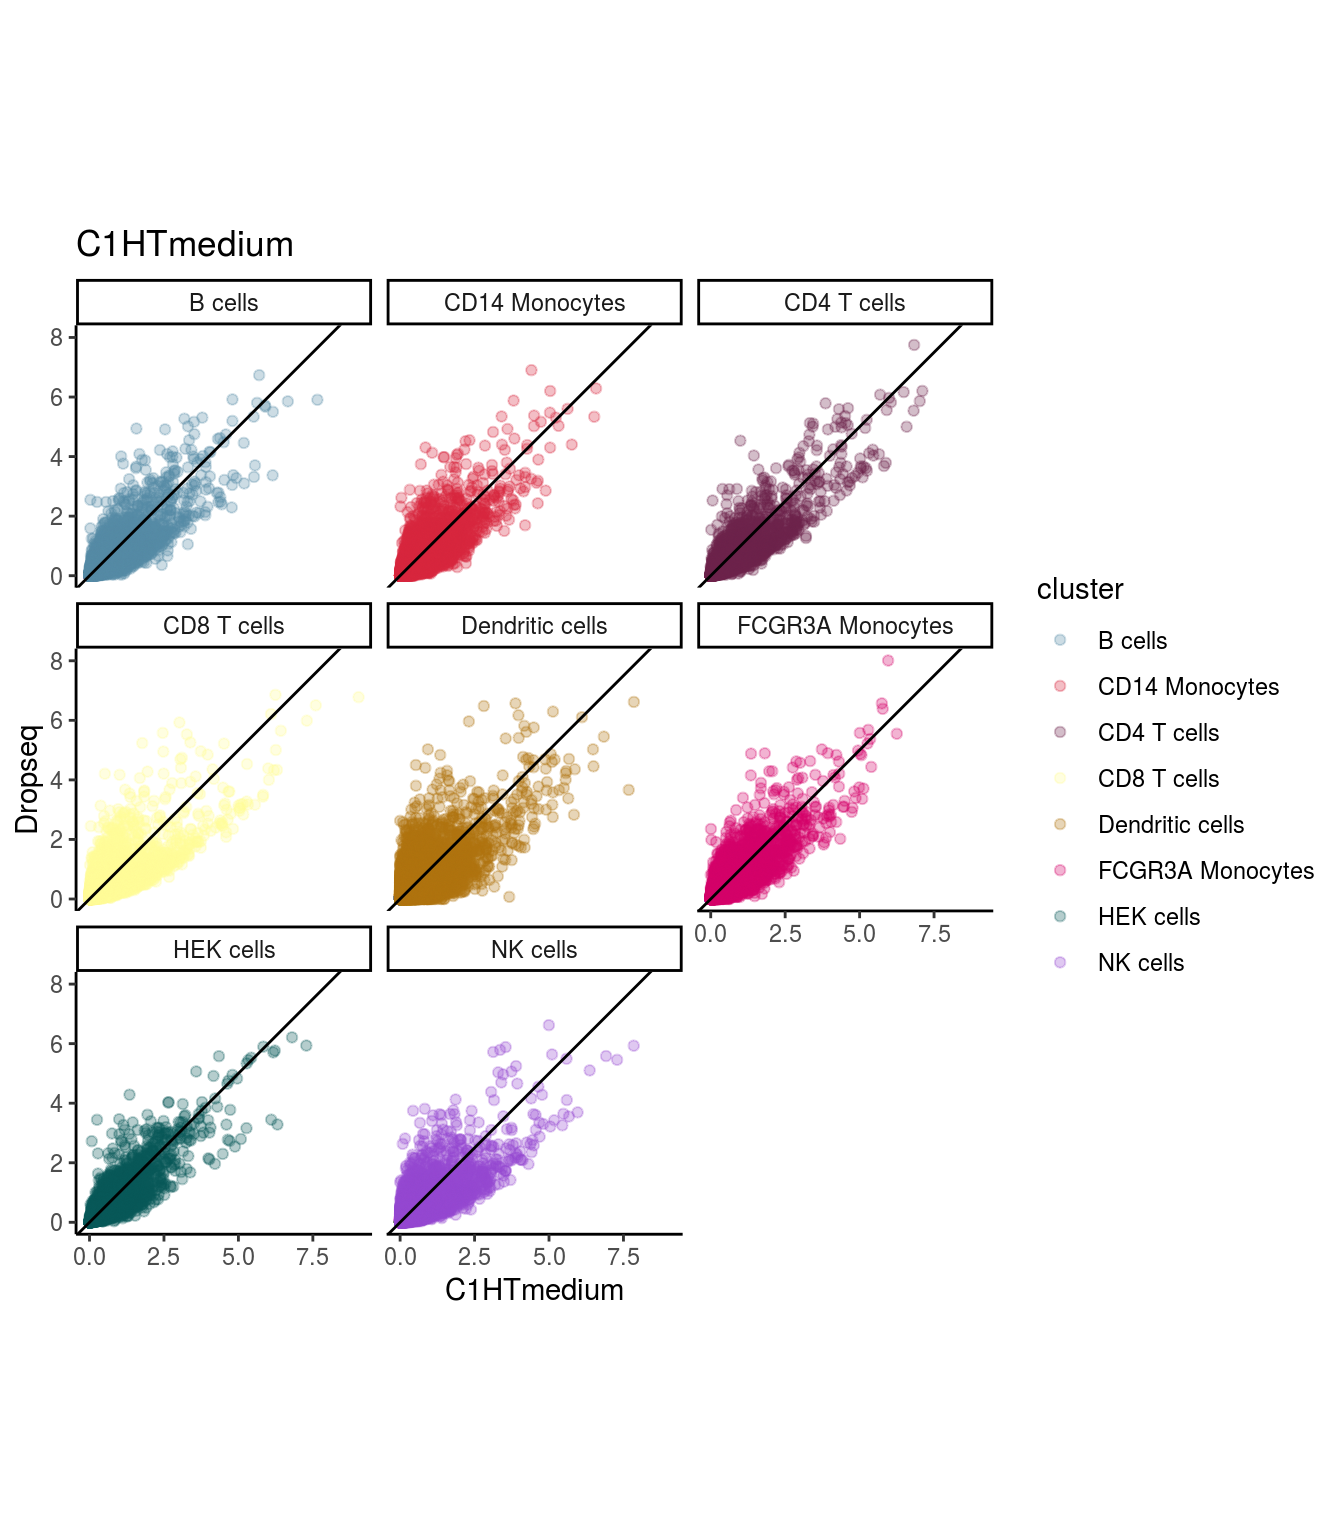 C1HTmedium
B cells
CD14 Monocytes
CD4 T cells
8
6
4
2
0
CD8 T cells
Dendritic cells
FCGR3A Monocytes
8
6
4
2
0
0.0
2.5
5.0
7.5
HEK cells
NK cells
8
6
4
2
0
0.0
2.5
5.0
7.5
0.0
2.5
5.0
7.5
C1HTmedium
Dropseq
cluster
B cells
CD14 Monocytes
CD4 T cells
CD8 T cells
Dendritic cells
FCGR3A Monocytes
HEK cells
NK cells